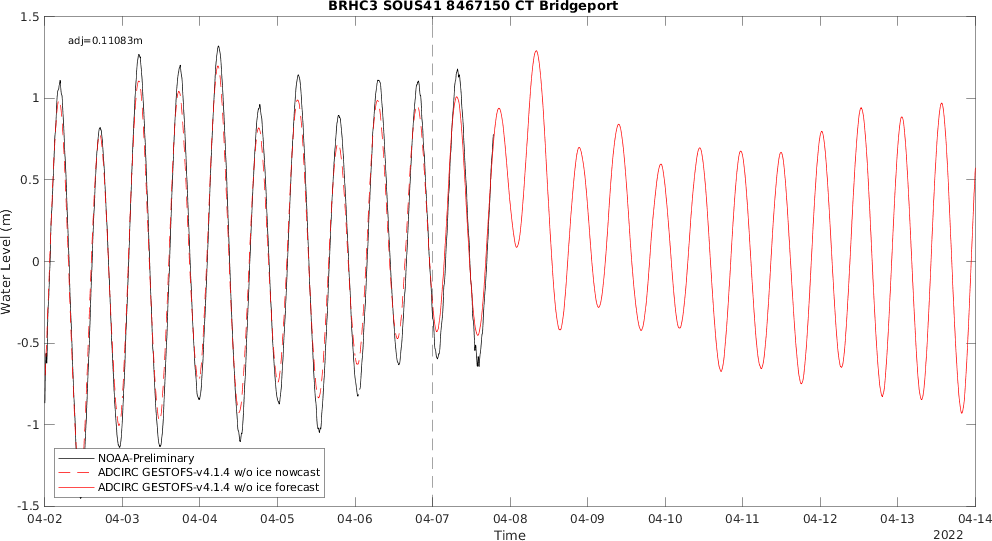 BRHC3 SOUS41 8467150 CT Bridgeport
1.5
adj=0.11083m
1
0.5
0
-0.5
-1
-1.5
Water Level (m)
NOAA-Preliminary
ADCIRC GESTOFS-v4.1.4 w/o ice nowcast
ADCIRC GESTOFS-v4.1.4 w/o ice forecast
04-02 04-03 04-04 04-05 04-06 04-07 04-08 04-09 04-10 04-11 04-12 04-13 04-14
Time
2022